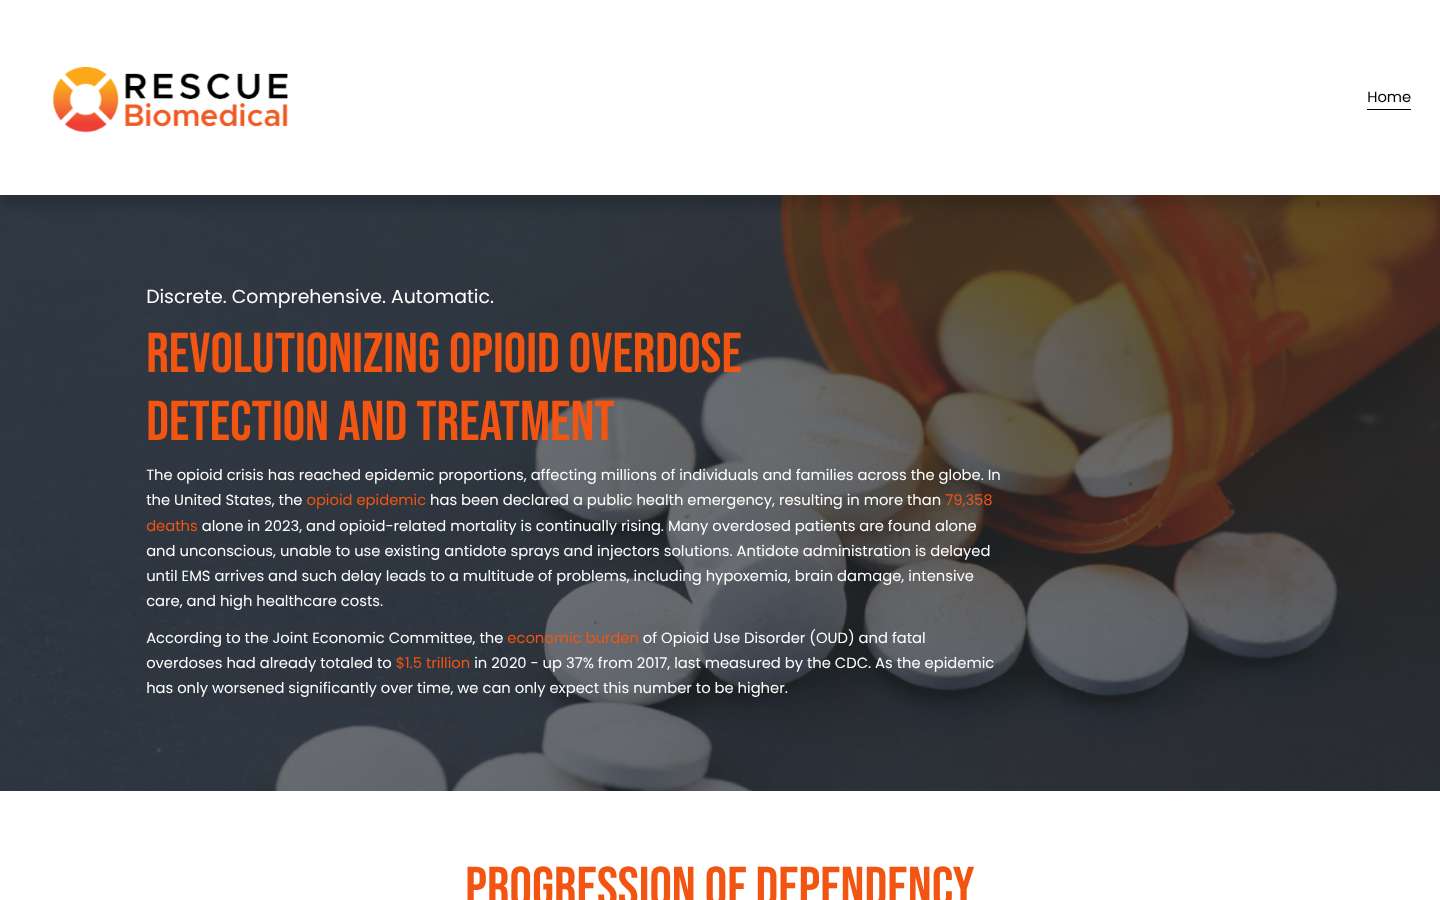 RESCUE
Biomedical
Home
Discrete. Comprehensive. Automatic.
REVOLUTIONIZING OPIOID OVERDOSE
DETECTION AND TREATMENT
The opioid crisis has reached epidemic proportions, affecting millions of individuals and families across the globe. In
the United States, the opioid epidemic has been declared a public health emergency, resulting in more than 79,358
deaths alone in 2023, and opioid-related mortality is continually rising. Many overdosed patients are found alone
and unconscious, unable to use existing antidote sprays and injectors solutions. Antidote administration is delayed
until EMS arrives and such delay leads to a multitude of problems, including hypoxemia, brain damage, intensive
care, and high healthcare costs.
According to the Joint Economic Committee, the economic burden of Opioid Use Disorder (OUD) and fatal
overdoses had already totaled to $1.5 trillion in 2020 - up 37% from 2017, last measured by the CDC. As the epidemic
has only worsened significantly over time, we can only expect this number to be higher.
PROGRESSION OF DEPENDENCY